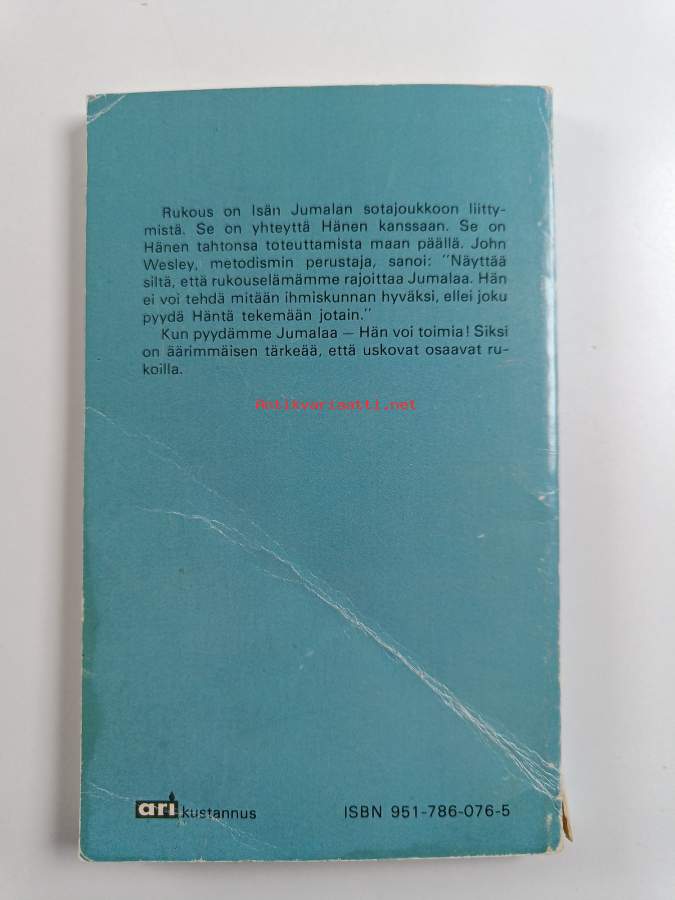 Rukous on Isän Jumalan sotajoukkoon liitty-
mistä. Se on yhteyttä Hänen kanssaan. Se on
Hänen tahtonsa toteuttamista maan päällä. John
Wesley, metodismin perustaja, sanoi: "Näyttää
siltä, että rukouselämämme rajoittaa Jumalaa. Hän
ei voi tehdä mitään ihmiskunnan hyväksi, ellei joku
pyydä Häntä tekemään jotain."
Kun pyydämme Jumalaa — Hän voi toimia! Siksi
on äärimmäisen tärkeää, että uskovat osaavat ru-
koilla.
Antikvariaatti.net
ari kustannus
ISBN 951-786-076-5